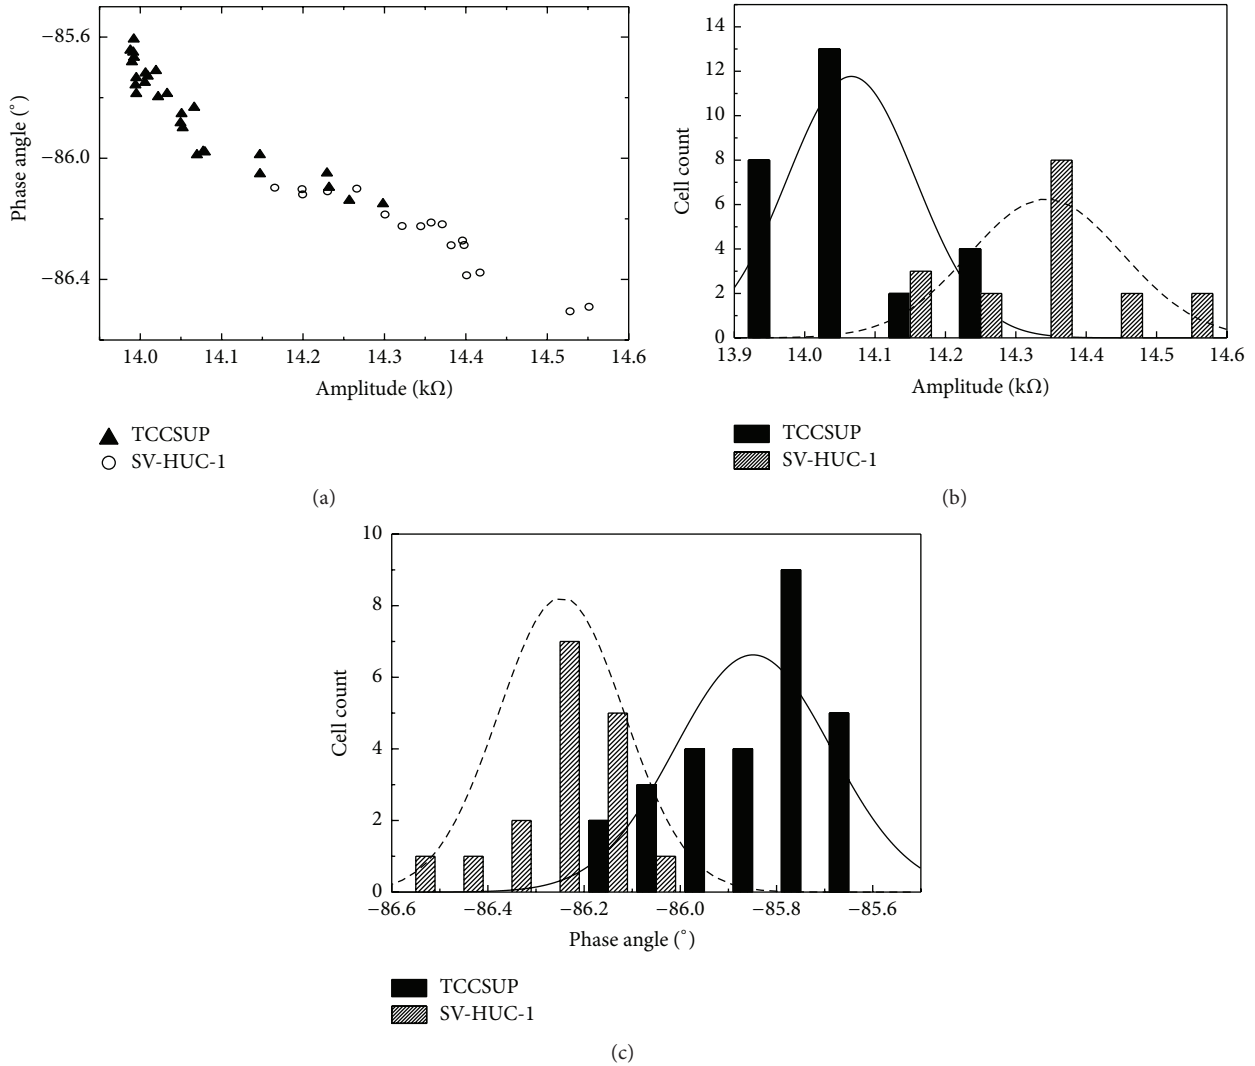 −85.6
−86.0
−86.4
Phase angle (°)
14.0 14.1 14.2 14.3 14.4 14.5 14.6
Amplitude (kΩ)
TCCSUP
SV-HUC-1
(a)
14
12
10
8
6
4
2
0
Cell count
13.9 14.0 14.1 14.2 14.3 14.4 14.5 14.6
Amplitude (kΩ)
TCCSUP
SV-HUC-1
(b)
10
8
6
4
2
0
Cell count
−86.6 −86.4 −86.2 −86.0 −85.8 −85.6
Phase angle (°)
TCCSUP
SV-HUC-1
(c)